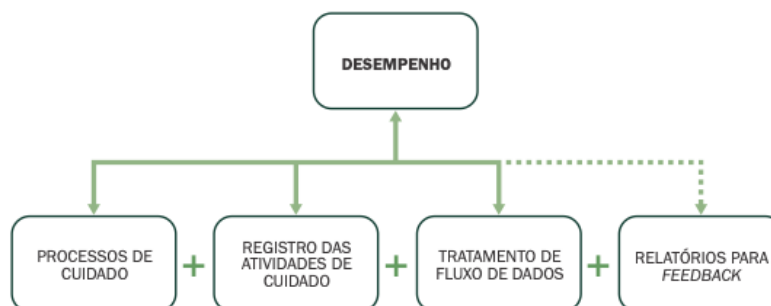 DESEMPENHO
PROCESSOS DE
CUIDADO
+
REGISTRO DAS
ATIVIDADES DE
CUIDADO
+
TRATAMENTO DE
FLUXO DE DADOS
+
RELATÓRIOS PARA
FEEDBACK